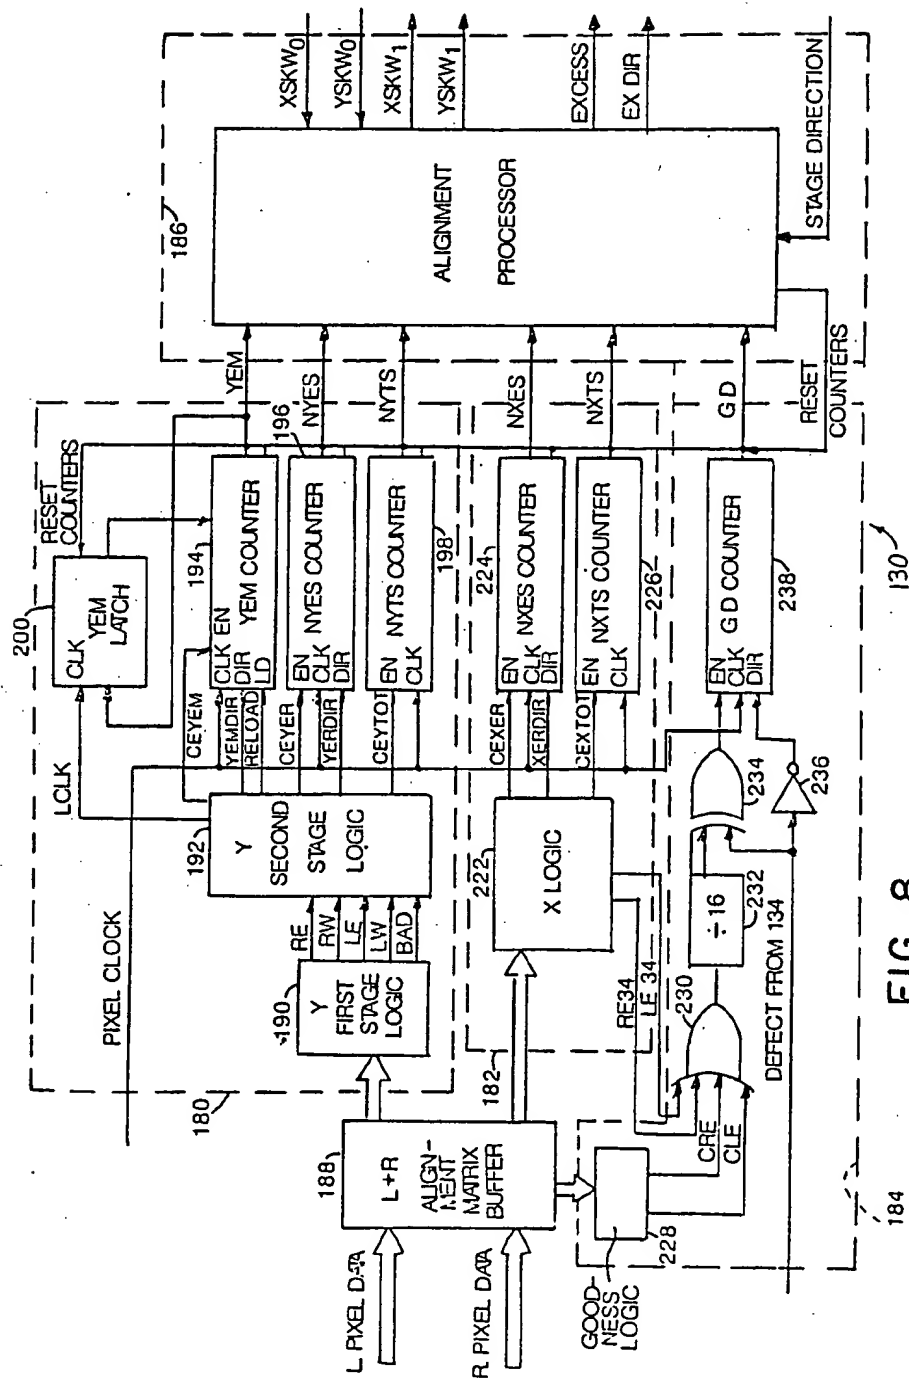 L PIXEL DATA
R PIXEL DATA
188
L+R
ALIGN-
MENT
MATRIX
BUFFER
GOOD-
NESS
LOGIC
228
180
182
184
PIXEL CLOCK
190
Y
FIRST
STAGE
LOGIC
RE
RW
LE
LW
BAD
192
Y
SECOND
STAGE
LOGIC
LCLK
CEYEM
YEMDIR
RELOAD
CEYER
YERDIR
CEYTOT
200
CLK
YEM
LATCH
RESET
COUNTERS
194
CLK EN
DIR
LD
YEM COUNTER
196
EN
CLK
DIR
NYES COUNTER
198
EN
CLK
NYTS COUNTER
222
X LOGIC
CEXER
XERDIR
CEXTOT
224
EN
CLK
DIR
NXES COUNTER
226
EN
CLK
NXTS COUNTER
RE34
LE 34
CRE
CLE
230
÷16
232
234
236
DEFECT FROM 134
EN
CLK
DIR
GD COUNTER
238
YEM
NYES
NYTS
NXES
NXTS
GD
RESET
COUNTERS
186
ALIGNMENT
PROCESSOR
XSKW0
YSKW0
XSKW1
YSKW1
EXCESS
EX DIR
STAGE DIRECTION
130
FIG. 8